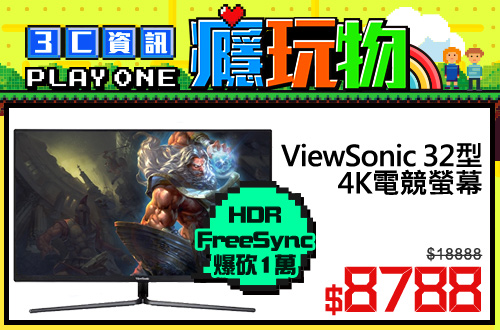 3C資訊
PLAY ONE
癮玩物
ViewSonic 32型
4K電競螢幕
HDR
FreeSync
爆砍1萬
$18888
$8788
ViewSonic